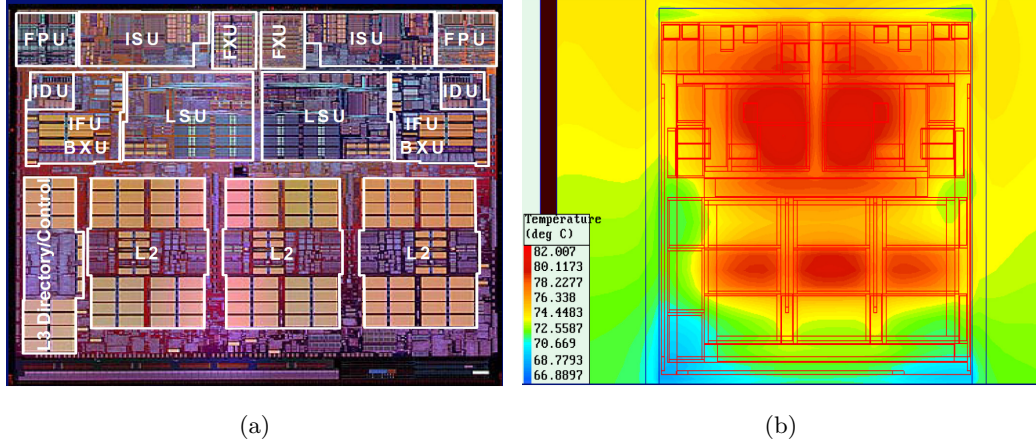 FPU ISU FXU FXU ISU FPU
IDU IDU
LSU LSU
IFU IFU
BXU BXU
L3 Directory/Control
L2 L2 L2
Temperature
(deg C)
82.007
80.1173
78.2277
76.338
74.4483
72.5587
70.669
68.7793
66.8897
(a) (b)